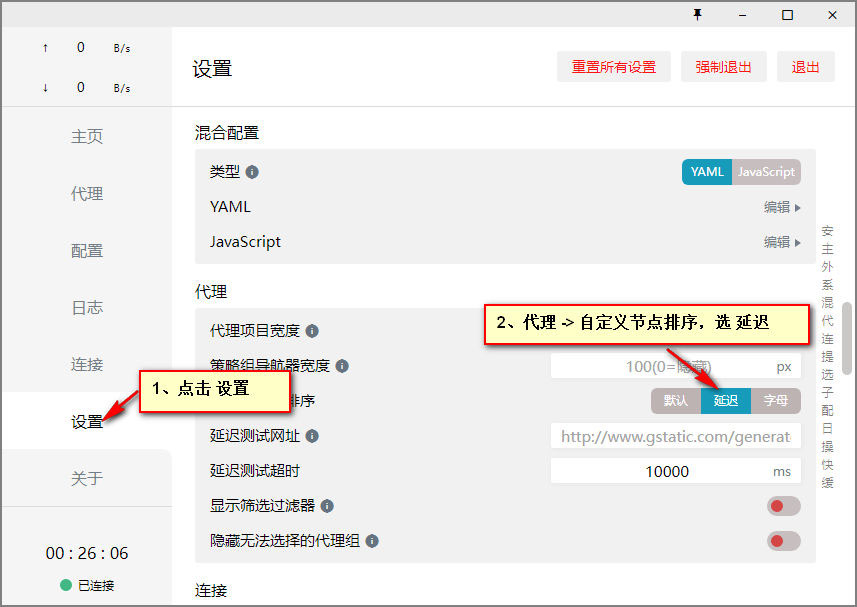 ↑ 0 B/s
↓ 0 B/s
主页
代理
配置
日志
连接
设置
关于
00 : 26 : 06
已连接
设置
重置所有设置 强制退出 退出
混合配置
类型 YAML JavaScript
YAML 编辑
JavaScript 编辑
代理
代理项目宽度
策略组导航器宽度 100(0=隐藏) px
排序 默认 延迟 字母
延迟测试网址 http://www.gstatic.com/generat
延迟测试超时 10000 ms
显示筛选过滤器
隐藏无法选择的代理组
连接
1、点击 设置
2、代理 -> 自定义节点排序，选 延迟
安
主
外
系
混
代
连
提
选
子
配
日
操
快
缓